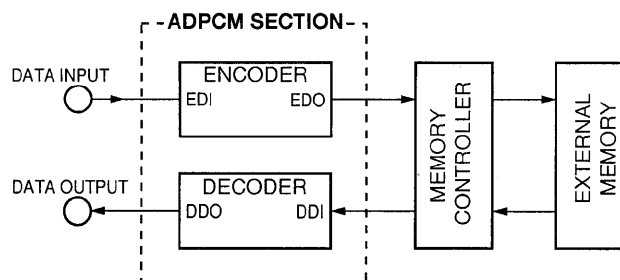 ADPCM SECTION
DATA INPUT
ENCODER
EDI EDO
MEMORY
CONTROLLER
EXTERNAL
MEMORY
DATA OUTPUT
DECODER
DDO DDI